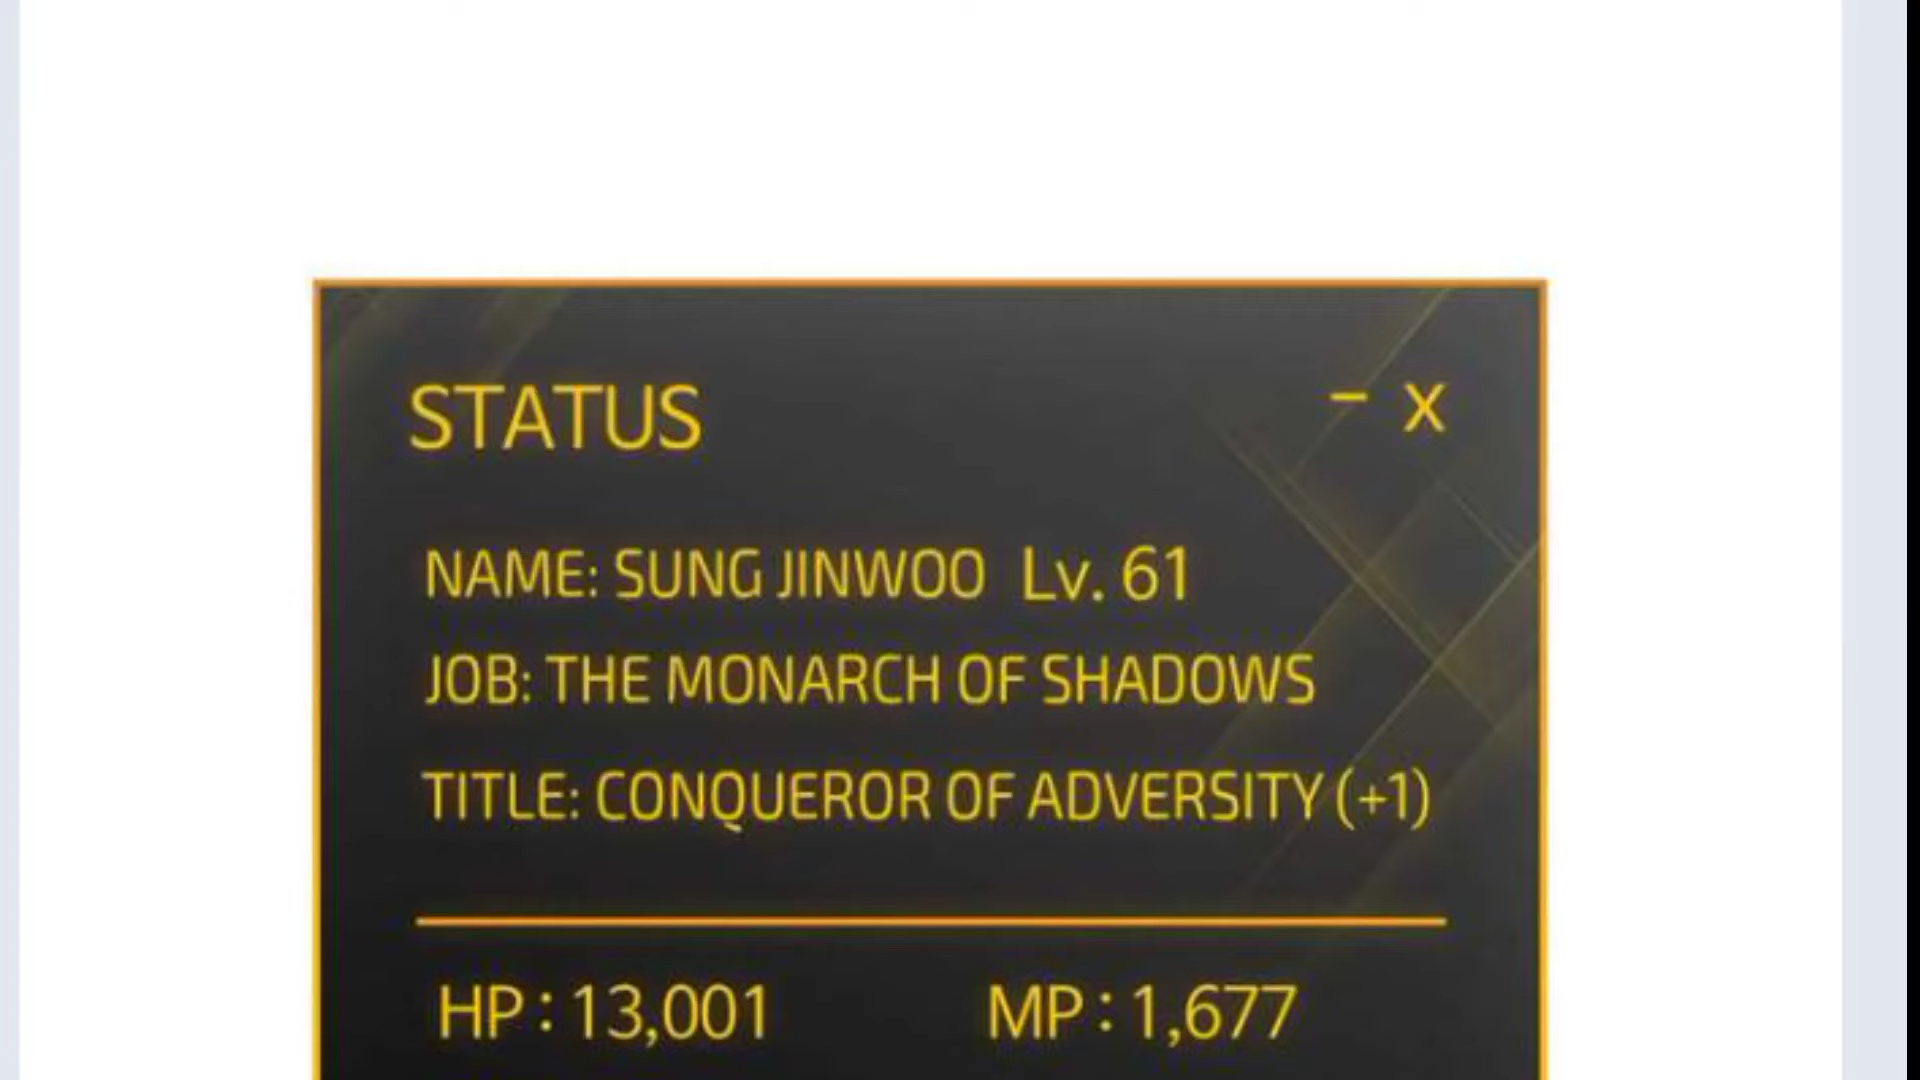 STATUS – X
NAME: SUNG JINWOO Lv. 61
JOB: THE MONARCH OF SHADOWS
TITLE: CONQUEROR OF ADVERSITY (+1)
HP : 13,001 MP : 1,677